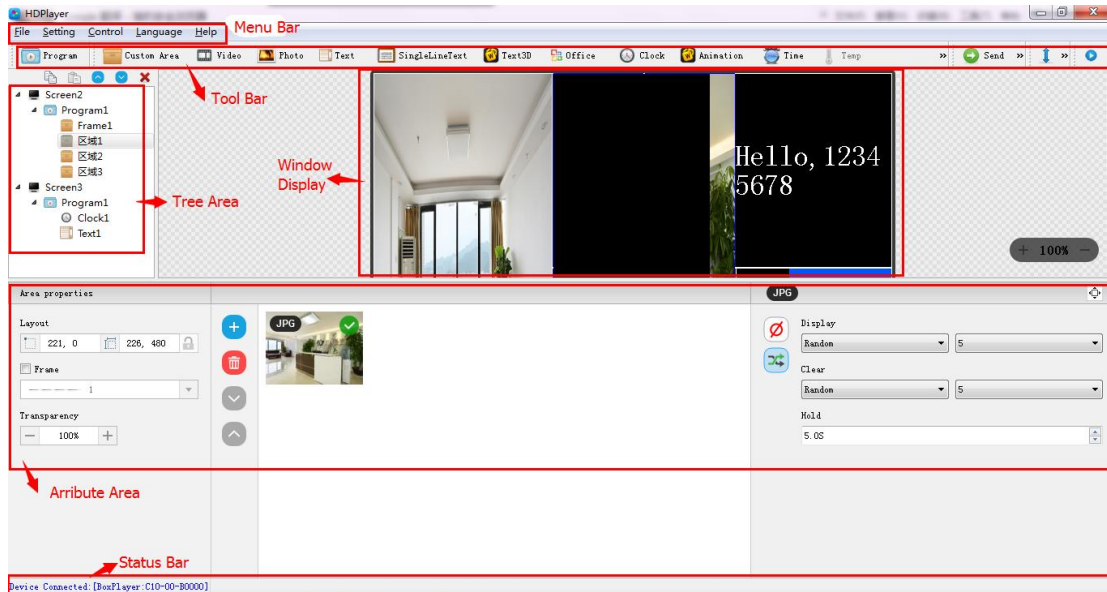 HDPlayer
File Setting Control Language Help Menu Bar
Program Custom Area Video Photo Text SingleLineText Text3D Office Clock Animation Time Temp » Send » »
Tool Bar
Screen2
Program1
Frame1
区域1
区域2
区域3
Screen3
Program1
Clock1
Text1
Tree Area
Window
Display
Hello, 1234
5678
+ 100% −
Area properties
JPG
Layout
221, 0 226, 480
Frame
1
Transparency
− 100% +
JPG
Display
Random 5
Clear
Random 5
Hold
5.0S
Arribute Area
Status Bar
Device Connected:[BoxPlayer:C10-00-B0000]